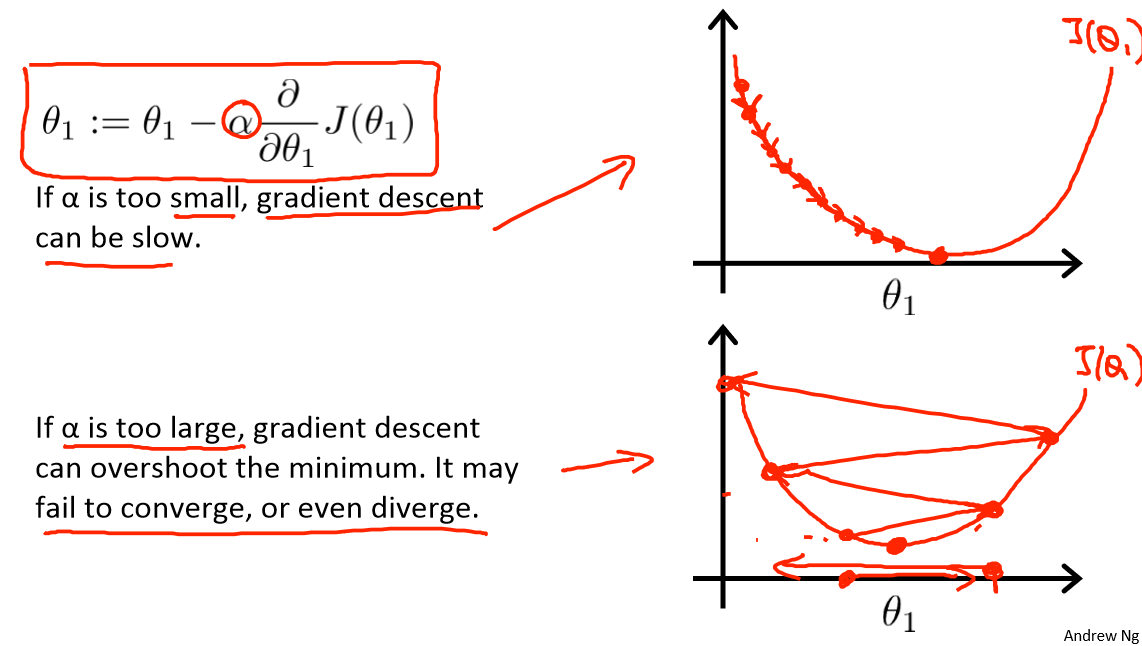 θ₁ := θ₁ − α ∂/∂θ₁ J(θ₁)
If α is too small, gradient descent
can be slow.
J(θ₁)
θ₁
If α is too large, gradient descent
can overshoot the minimum. It may
fail to converge, or even diverge.
J(θ₁)
θ₁
Andrew Ng